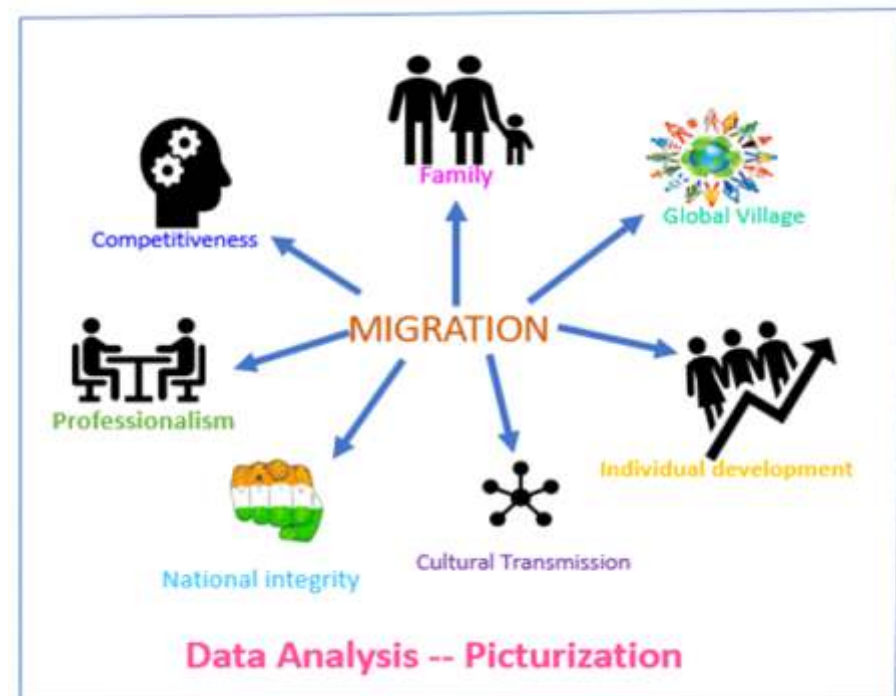 Family
Global Village
Competitiveness
MIGRATION
Professionalism
Individual development
National integrity
Cultural Transmission
Data Analysis -- Picturization